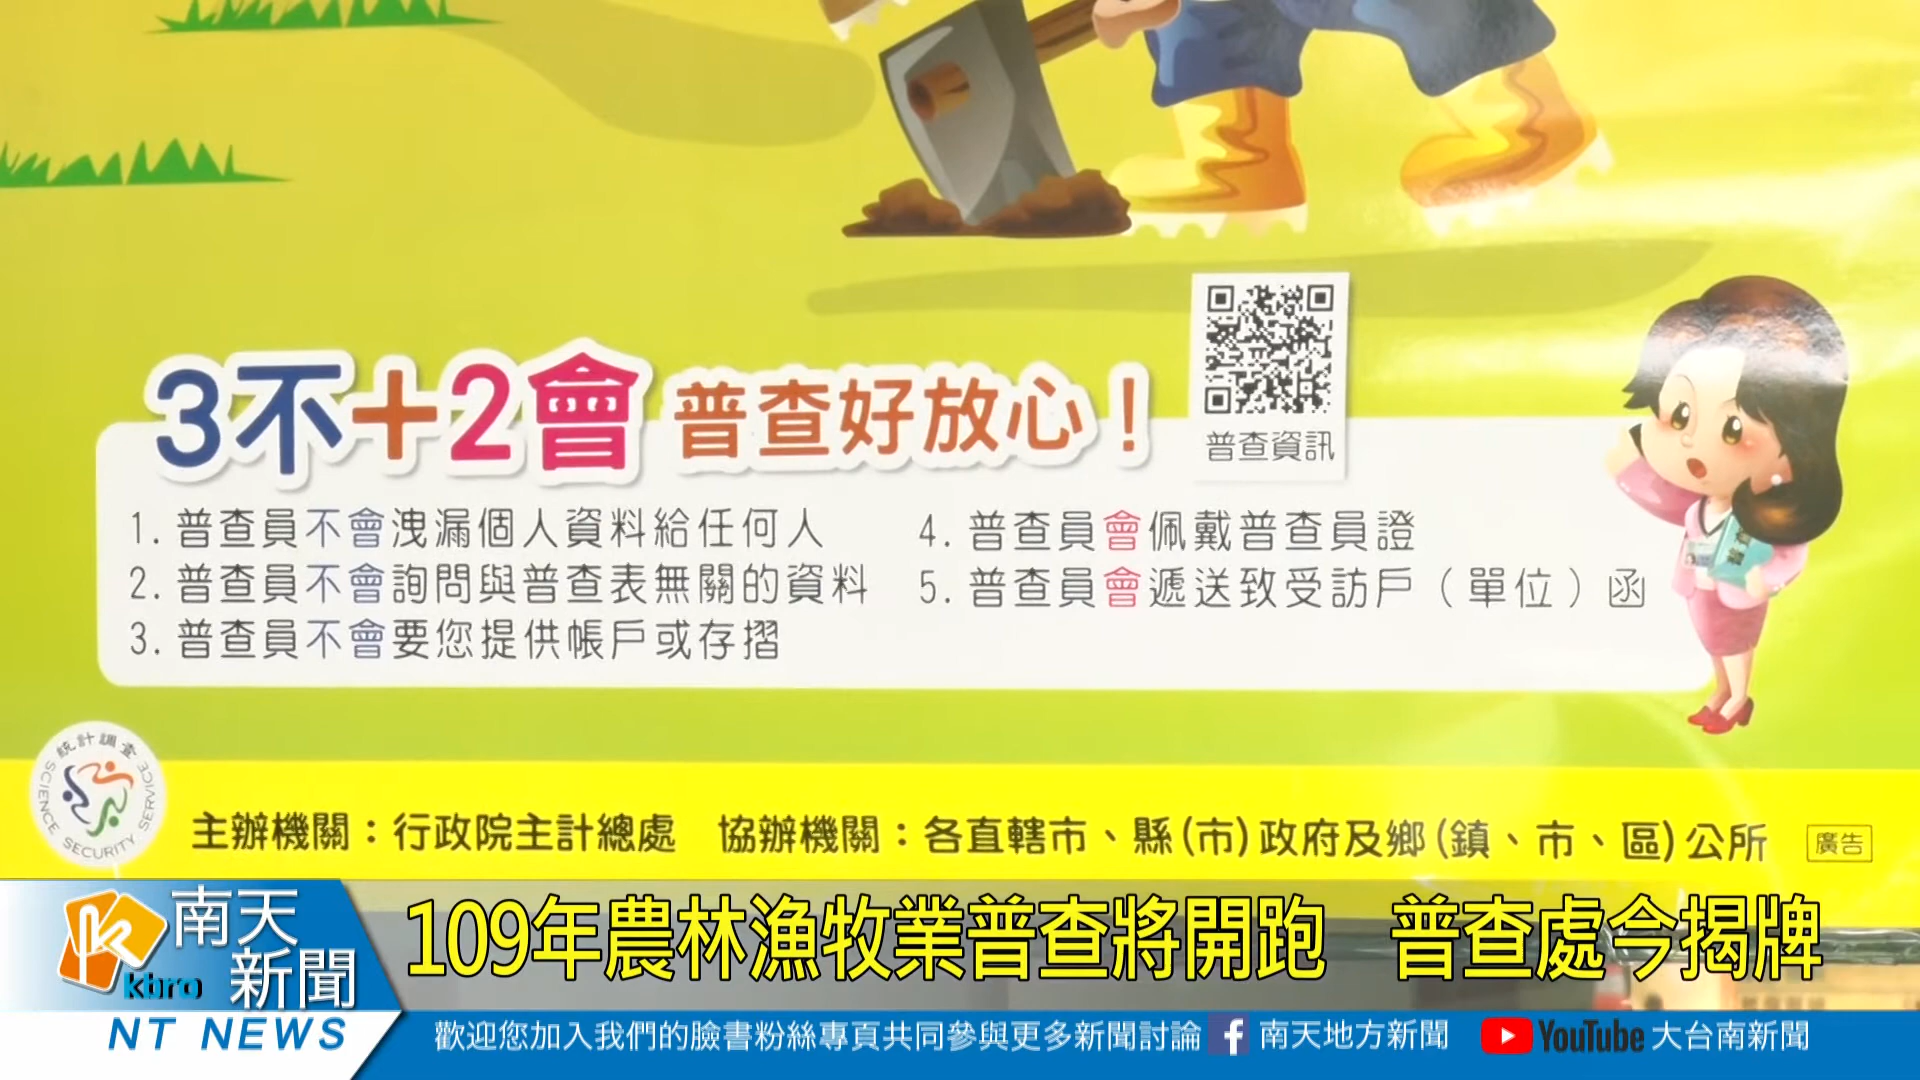 3不+2會 普查好放心！
普查資訊
1. 普查員不會洩漏個人資料給任何人
2. 普查員不會詢問與普查表無關的資料
3. 普查員不會要您提供帳戶或存摺
4. 普查員會佩戴普查員證
5. 普查員會遞送致受訪戶（單位）函
統計調查
SCIENCE SECURITY SERVICE
主辦機關：行政院主計總處 協辦機關：各直轄市、縣(市)政府及鄉(鎮、市、區)公所 廣告
南天新聞
kbro
NT NEWS
109年農林漁牧業普查將開跑 普查處今揭牌
歡迎您加入我們的臉書粉絲專頁共同參與更多新聞討論 南天地方新聞 YouTube 大台南新聞